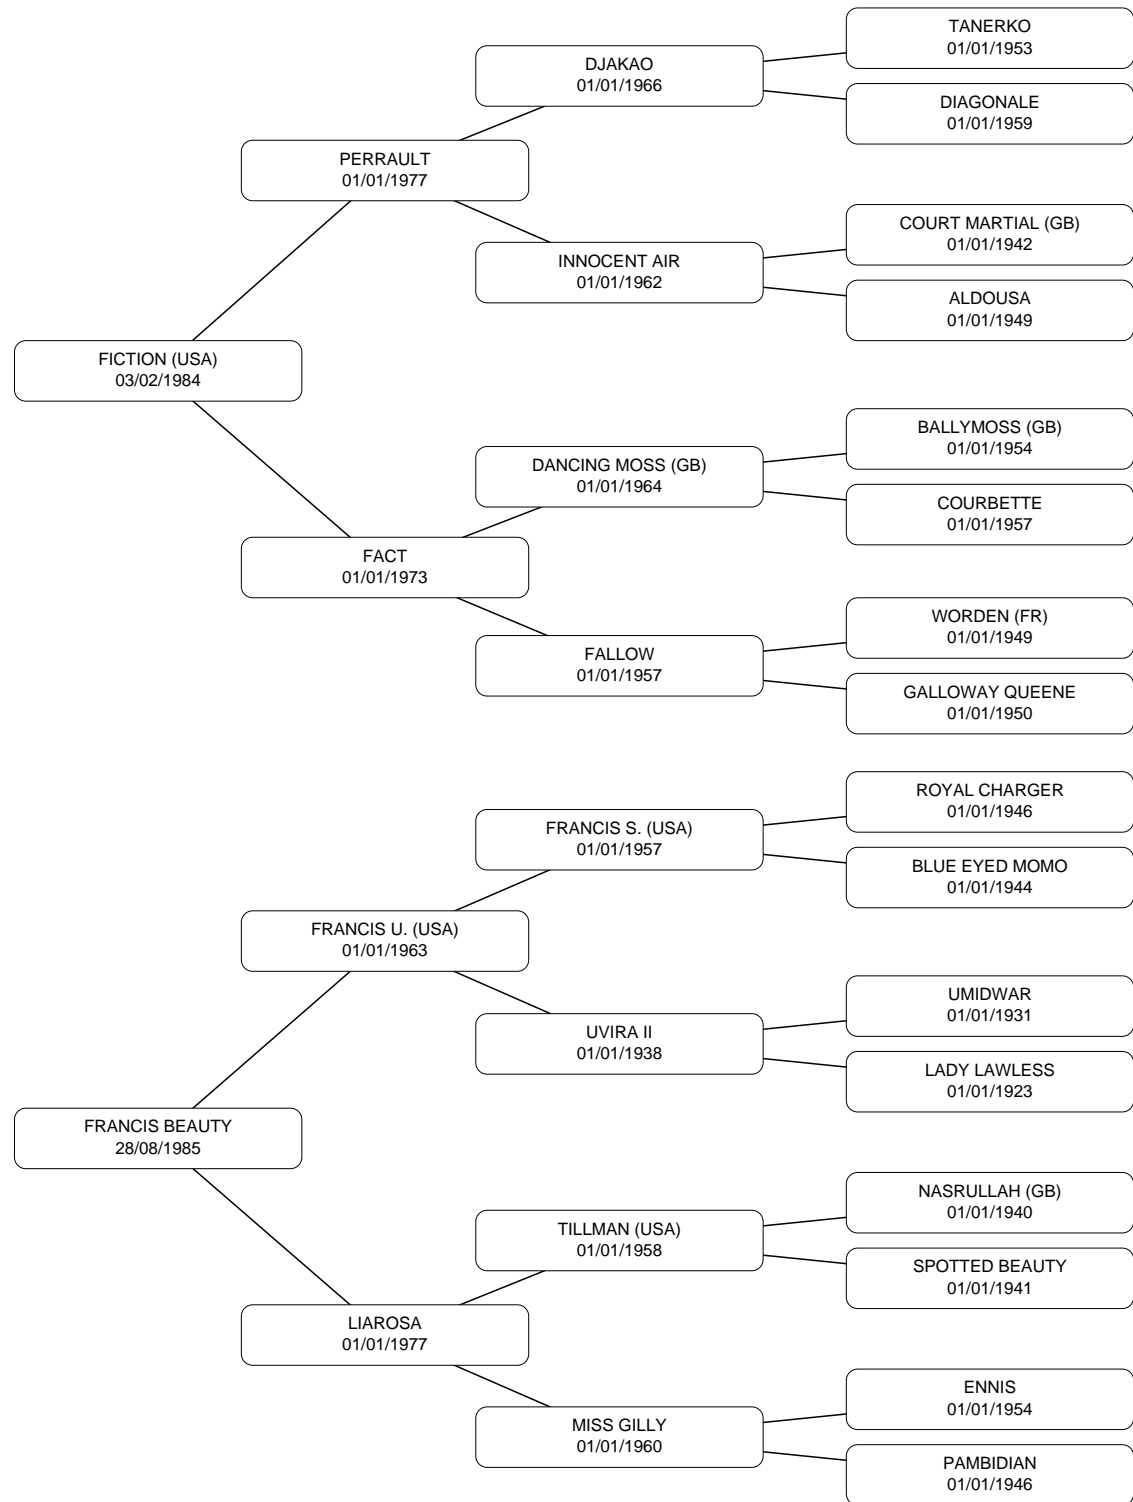 TANERKO
01/01/1953
DJAKAO
01/01/1966
DIAGONALE
01/01/1959
PERRAULT
01/01/1977
COURT MARTIAL (GB)
01/01/1942
INNOCENT AIR
01/01/1962
ALDOUSA
01/01/1949
FICTION (USA)
03/02/1984
BALLYMOSS (GB)
01/01/1954
DANCING MOSS (GB)
01/01/1964
COURBETTE
01/01/1957
FACT
01/01/1973
WORDEN (FR)
01/01/1949
FALLOW
01/01/1957
GALLOWAY QUEENE
01/01/1950
ROYAL CHARGER
01/01/1946
FRANCIS S. (USA)
01/01/1957
BLUE EYED MOMO
01/01/1944
FRANCIS U. (USA)
01/01/1963
UMIDWAR
01/01/1931
UVIRA II
01/01/1938
LADY LAWLESS
01/01/1923
FRANCIS BEAUTY
28/08/1985
NASRULLAH (GB)
01/01/1940
TILLMAN (USA)
01/01/1958
SPOTTED BEAUTY
01/01/1941
LIAROSA
01/01/1977
ENNIS
01/01/1954
MISS GILLY
01/01/1960
PAMBIDIAN
01/01/1946